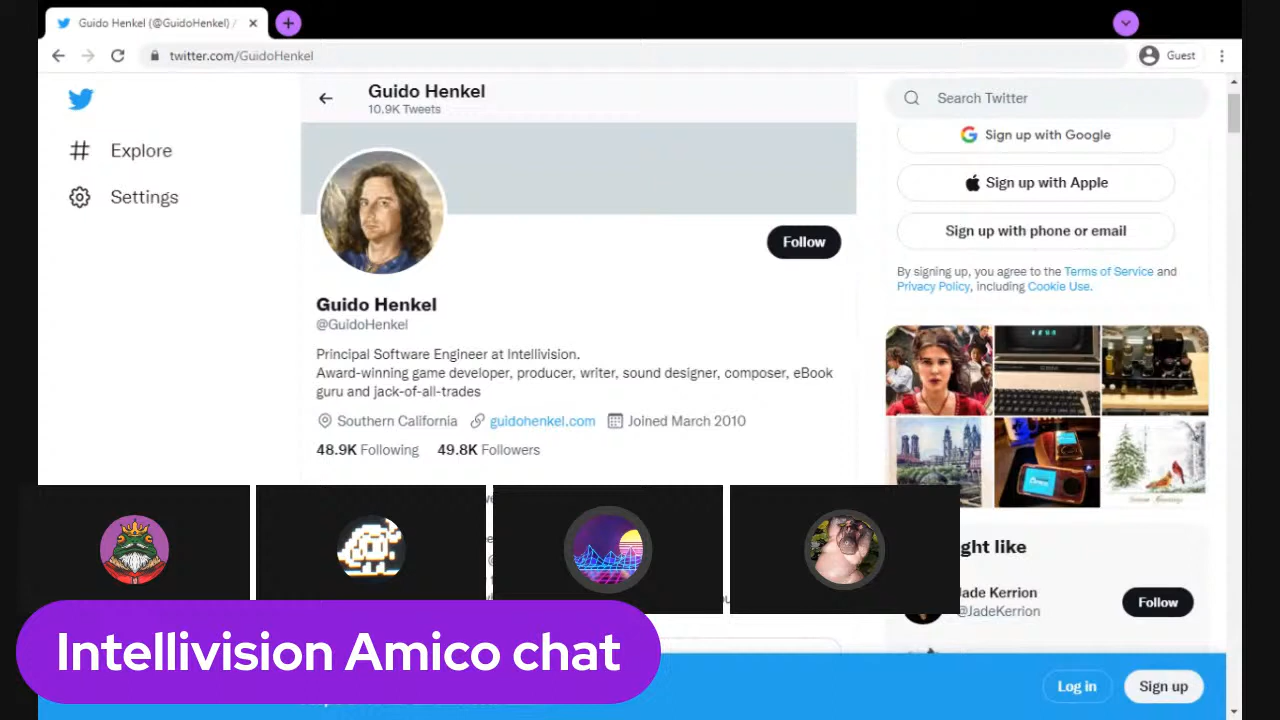 Guido Henkel (@GuidoHenkel) /
twitter.com/GuidoHenkel
Guest
Explore
Settings
Guido Henkel
10.9K Tweets
Follow
Guido Henkel
@GuidoHenkel
Principal Software Engineer at Intellivision.
Award-winning game developer, producer, writer, sound designer, composer, eBook
guru and jack-of-all-trades
Southern California guidohenkel.com Joined March 2010
48.9K Following 49.8K Followers
Search Twitter
Sign up with Google
Sign up with Apple
Sign up with phone or email
By signing up, you agree to the Terms of Service and
Privacy Policy, including Cookie Use.
ght like
Jade Kerrion
@JadeKerrion
Follow
Intellivision Amico chat
Log in
Sign up